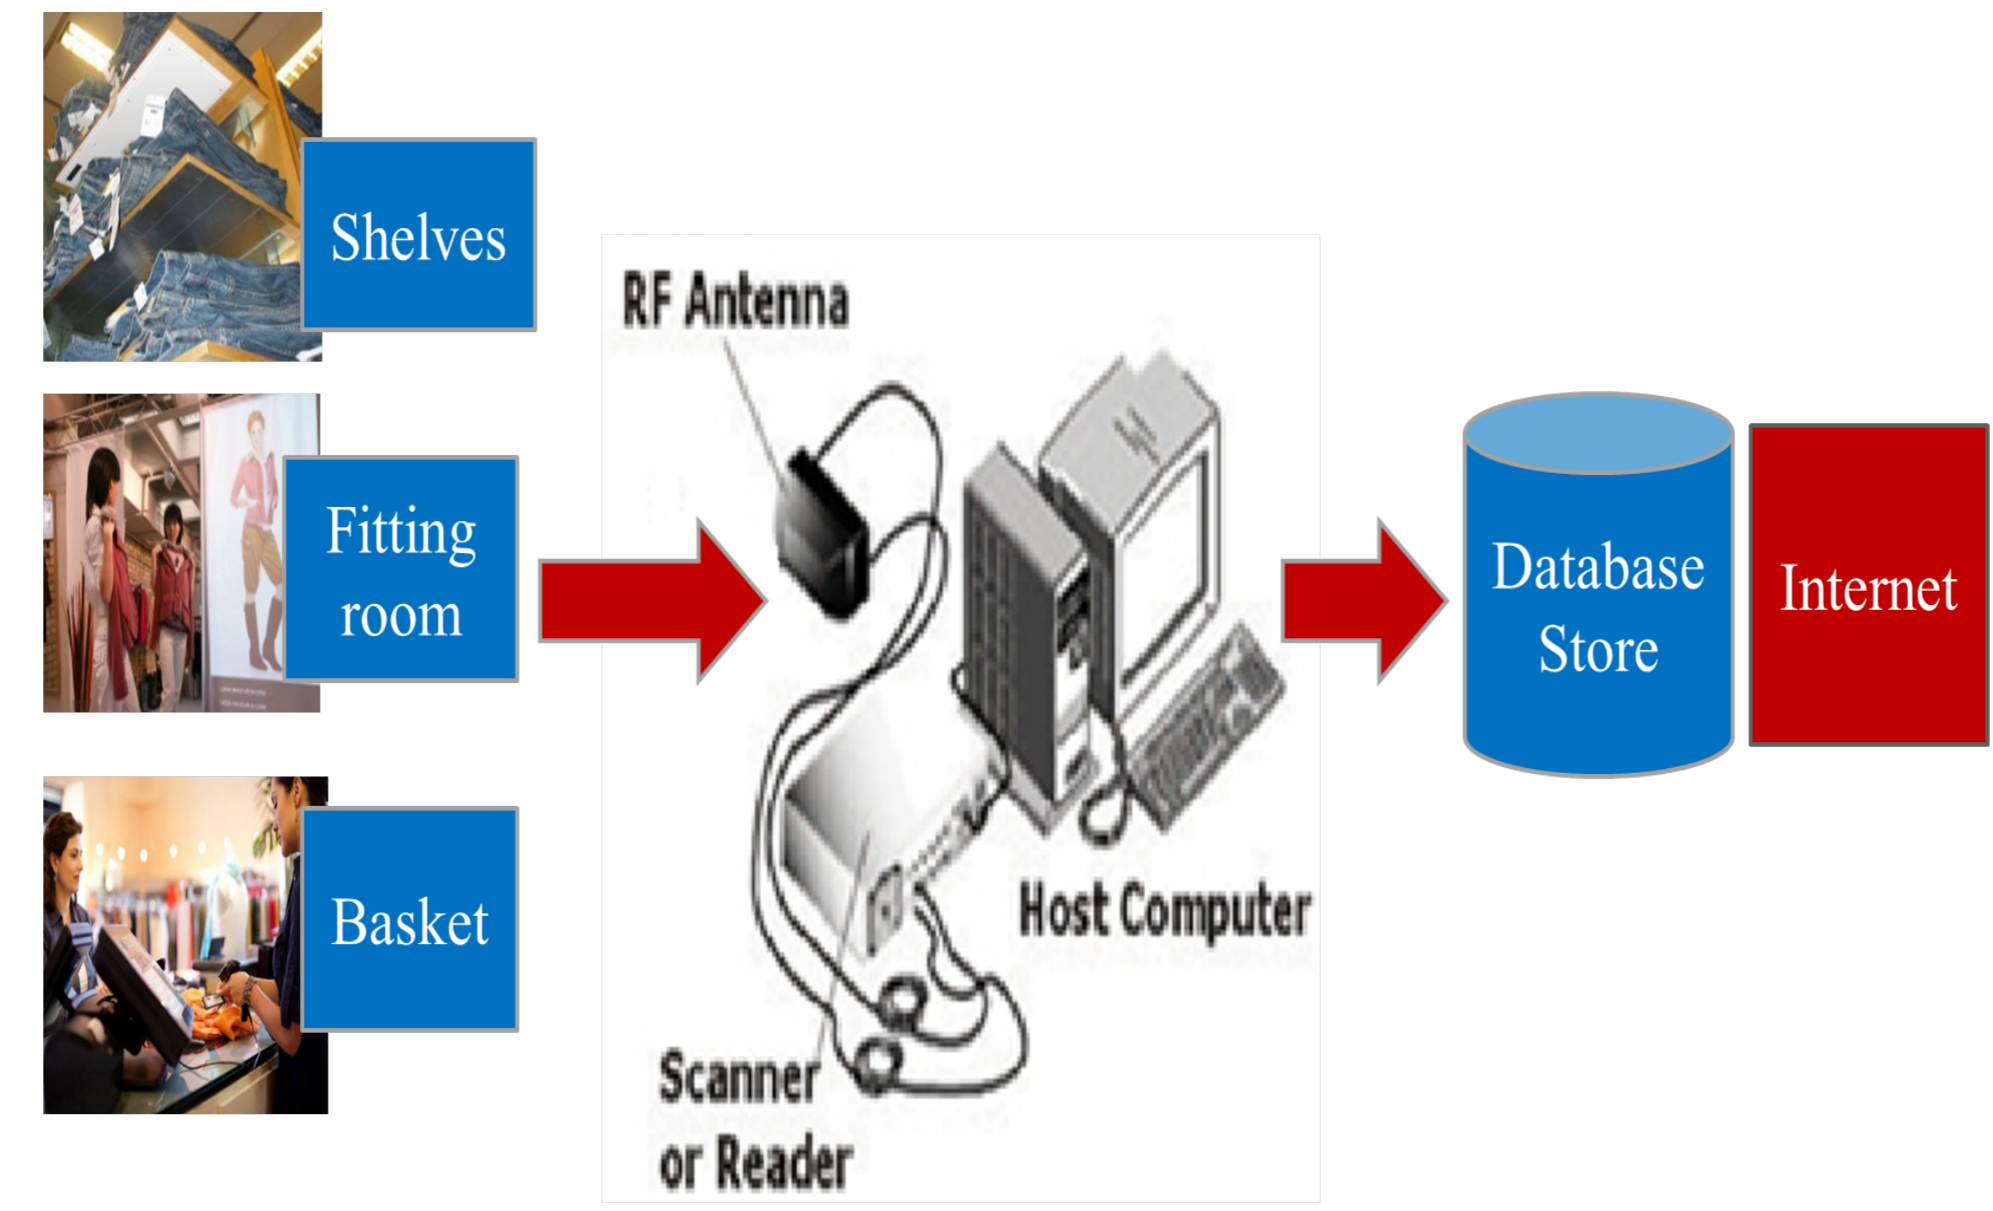 Shelves
Fitting
room
Basket
RF Antenna
Host Computer
Scanner
or Reader
Database
Store
Internet